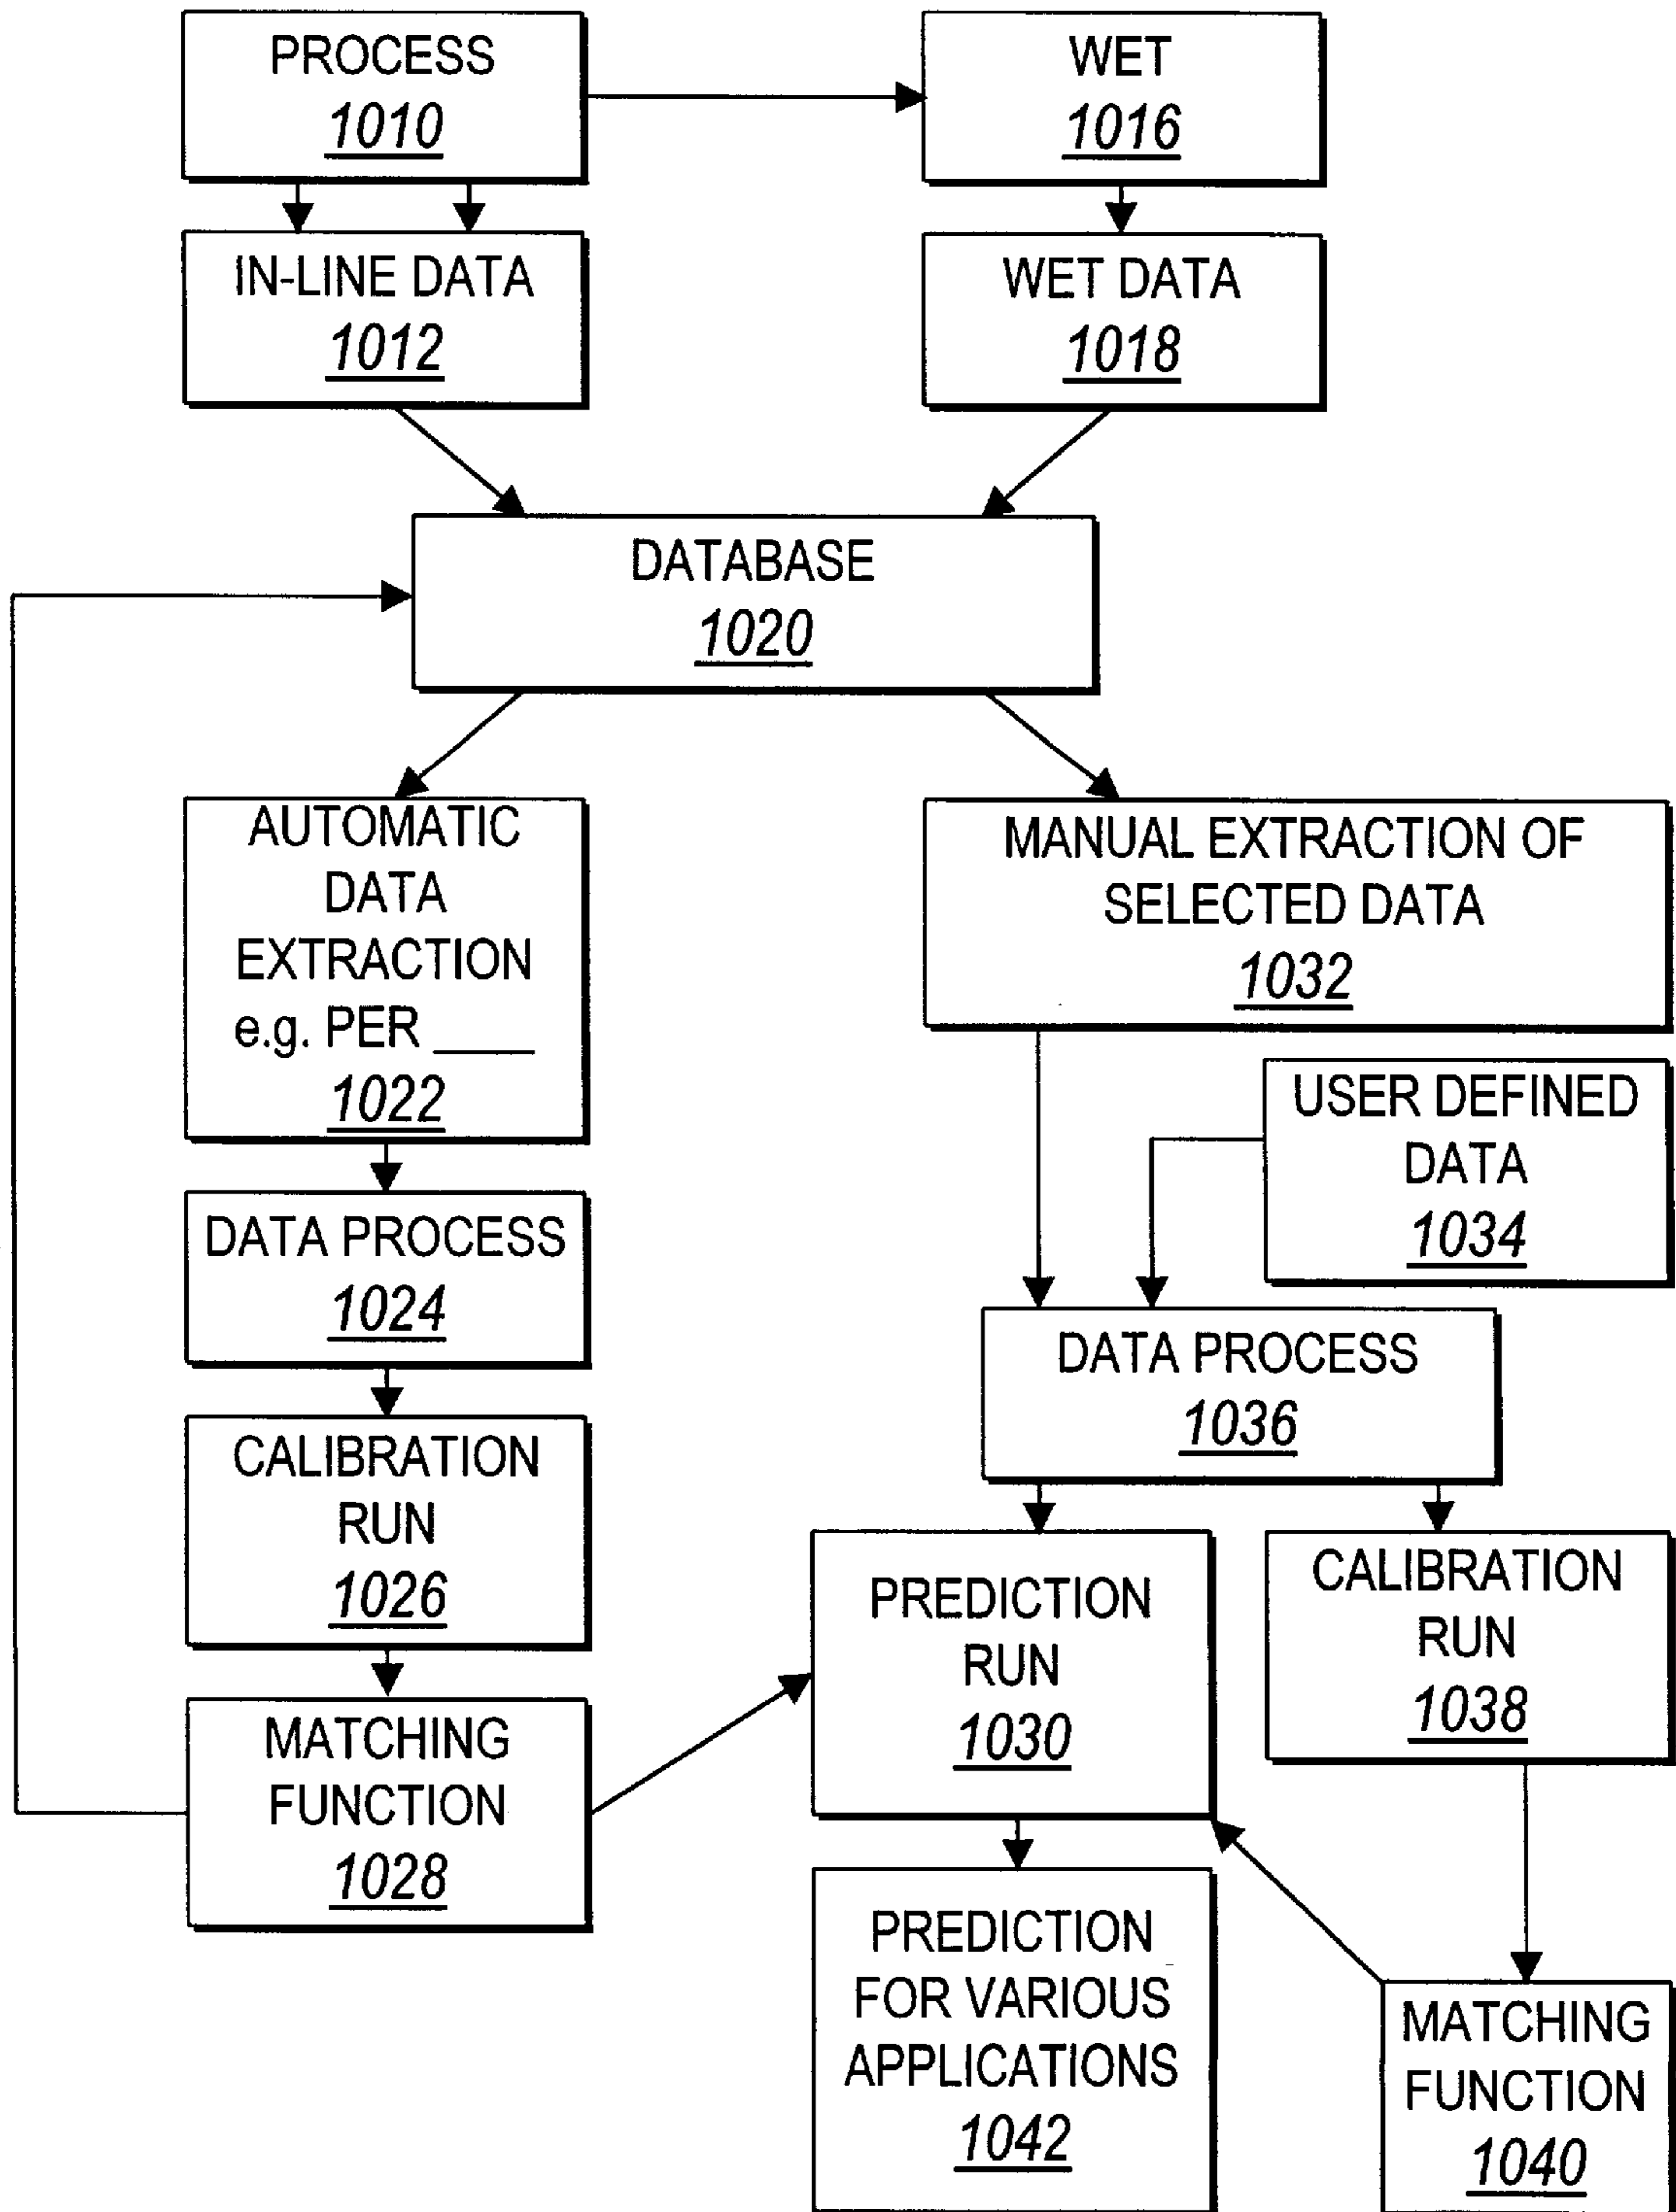 PROCESS
1010
WET
1016
IN-LINE DATA
1012
WET DATA
1018
DATABASE
1020
AUTOMATIC
DATA
EXTRACTION
e.g. PER ____
1022
MANUAL EXTRACTION OF
SELECTED DATA
1032
USER DEFINED
DATA
1034
DATA PROCESS
1024
DATA PROCESS
1036
CALIBRATION
RUN
1026
PREDICTION
RUN
1030
CALIBRATION
RUN
1038
MATCHING
FUNCTION
1028
PREDICTION
FOR VARIOUS
APPLICATIONS
1042
MATCHING
FUNCTION
1040